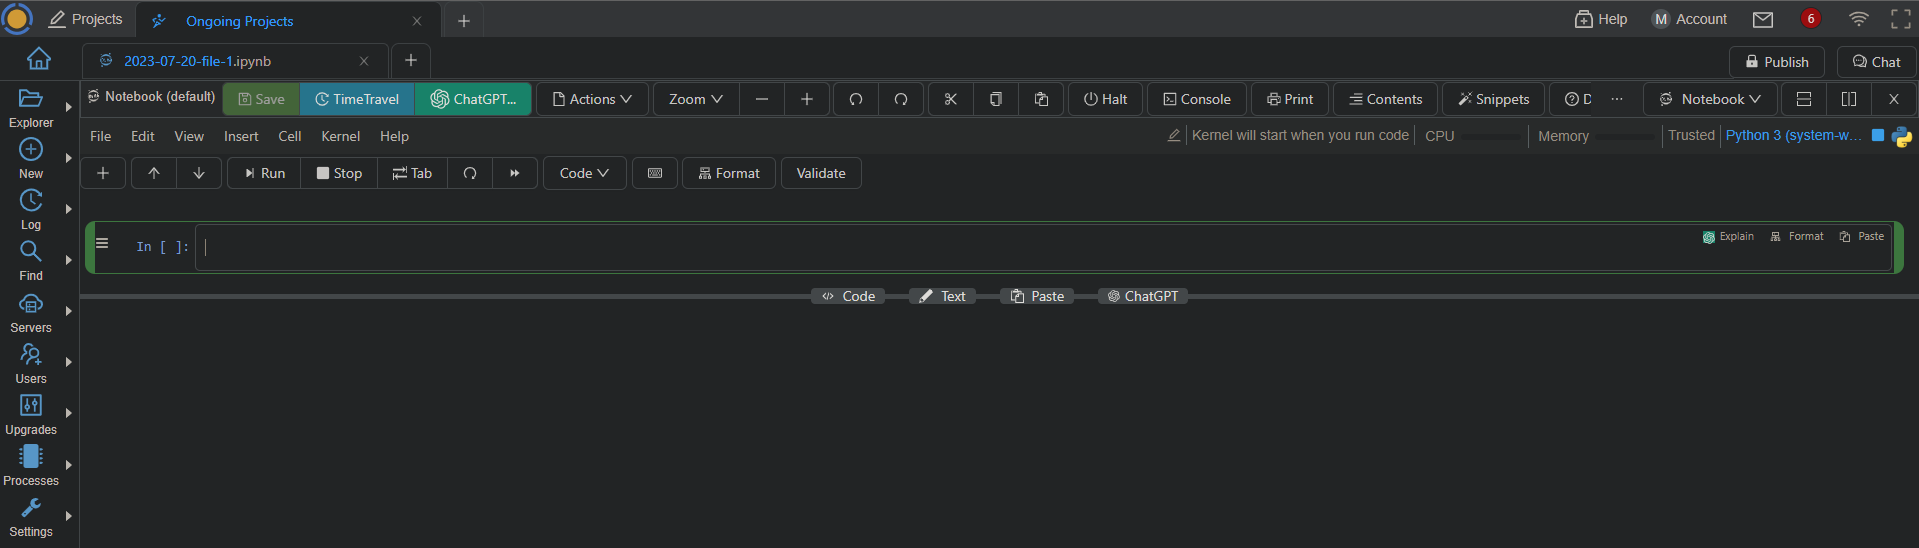 Projects Ongoing Projects Help M Account 6
2023-07-20-file-1.ipynb Publish Chat
Notebook (default) Save TimeTravel ChatGPT... Actions Zoom Halt Console Print Contents Snippets D ... Notebook
Explorer
File Edit View Insert Cell Kernel Help Kernel will start when you run code CPU Memory Trusted Python 3 (system-w...
New
Run Stop Tab Code Format Validate
Log
In [ ]: Explain Format Paste
Find
Code Text Paste ChatGPT
Servers
Users
Upgrades
Processes
Settings